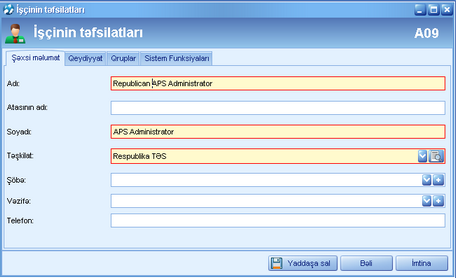 İşçinin təfsilatları
İşçinin təfsilatları A09
Şəxsi məlumat Qeydiyyat Qruplar Sistem Funksiyaları
Adı: Republican APS Administrator
Atasının adı:
Soyadı: APS Administrator
Təşkilat: Respublika TƏS
Şöbə:
Vəzifə:
Telefon:
Yaddaşa sal Bəli İmtina